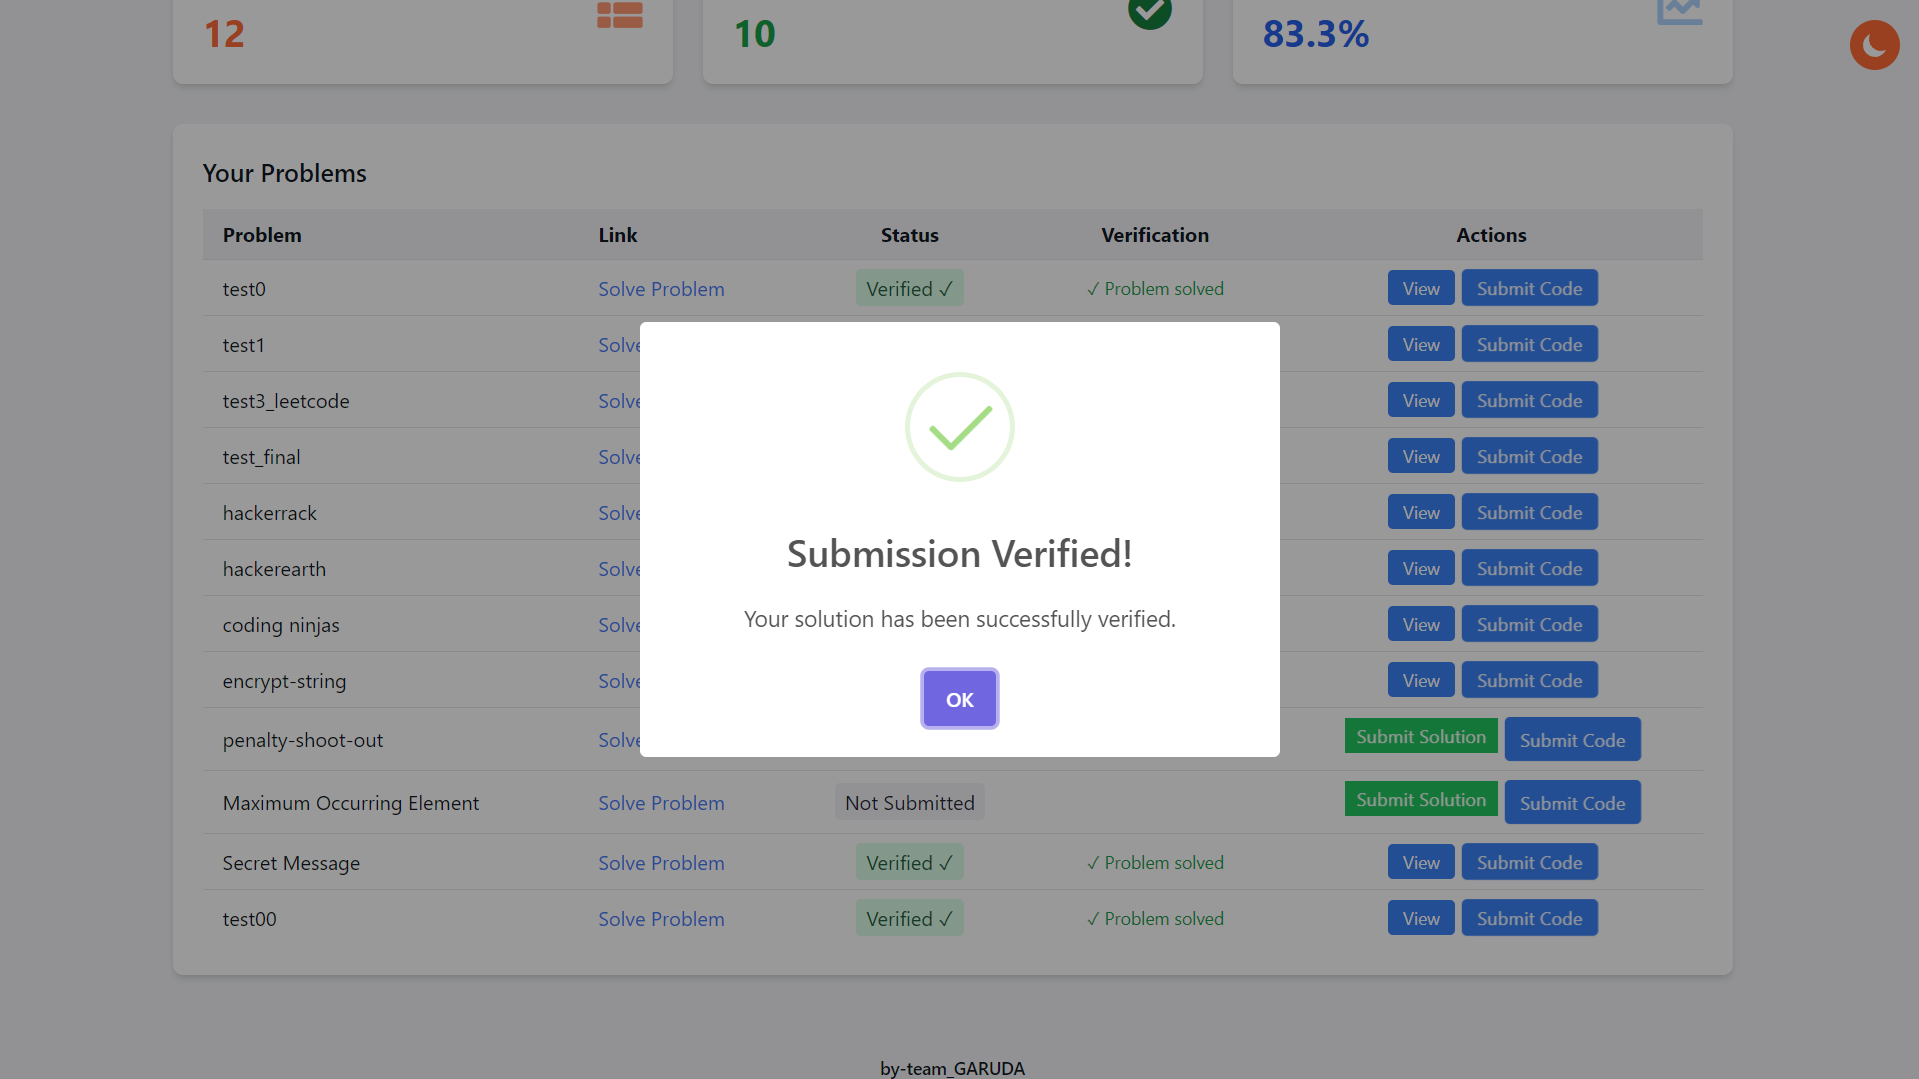 12
10
83.3%
Your Problems
Problem Link Status Verification Actions
test0 Solve Problem Verified ✓ ✓ Problem solved View Submit Code
test1 Solve View Submit Code
test3_leetcode Solve View Submit Code
test_final Solve View Submit Code
hackerrack Solve View Submit Code
hackerearth Solve View Submit Code
coding ninjas Solve View Submit Code
encrypt-string Solve View Submit Code
penalty-shoot-out Solve Submit Solution Submit Code
Maximum Occurring Element Solve Problem Not Submitted Submit Solution Submit Code
Secret Message Solve Problem Verified ✓ ✓ Problem solved View Submit Code
test00 Solve Problem Verified ✓ ✓ Problem solved View Submit Code
Submission Verified!
Your solution has been successfully verified.
OK
by-team_GARUDA